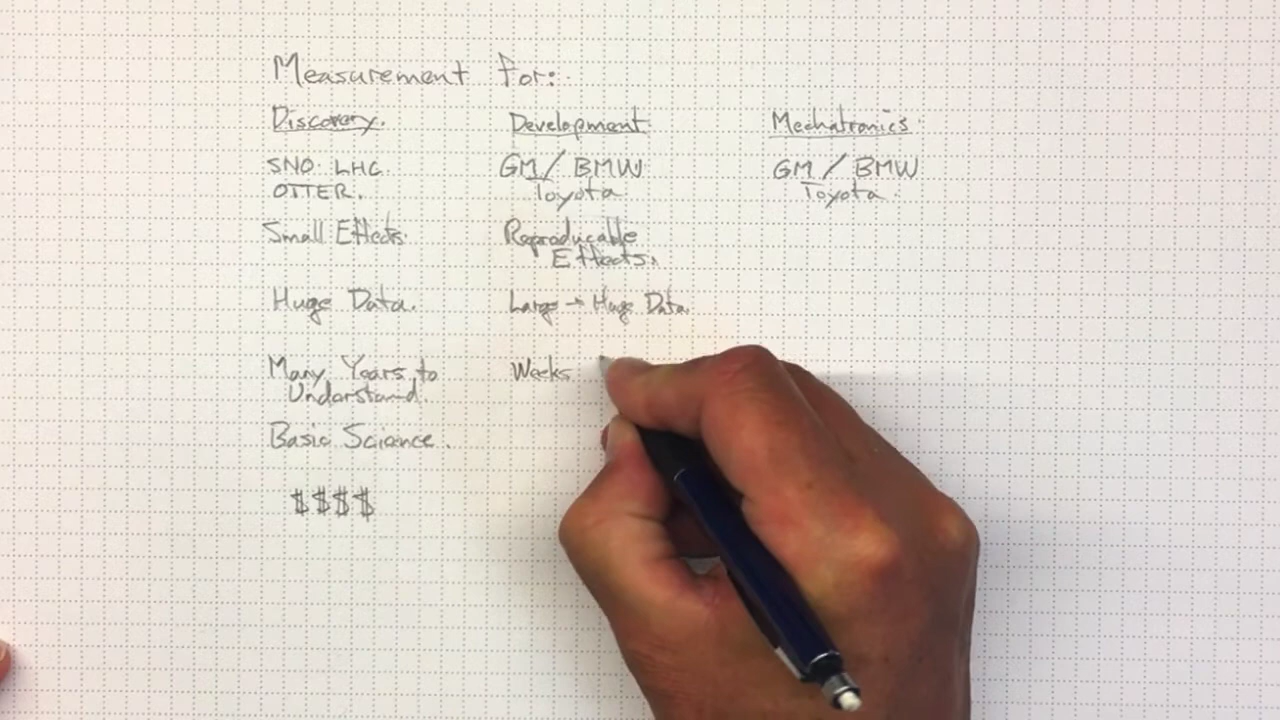 Measurement for:
Discovery. Development Mechatronics
SNO LHC. GM/ BMW GM / BMW
OTTER. Toyota Toyota
Small Effects. Reproducable
Effects.
Huge Data. Large → Huge Data.
Many Years to Weeks
Understand.
Basic Science.
$$$$